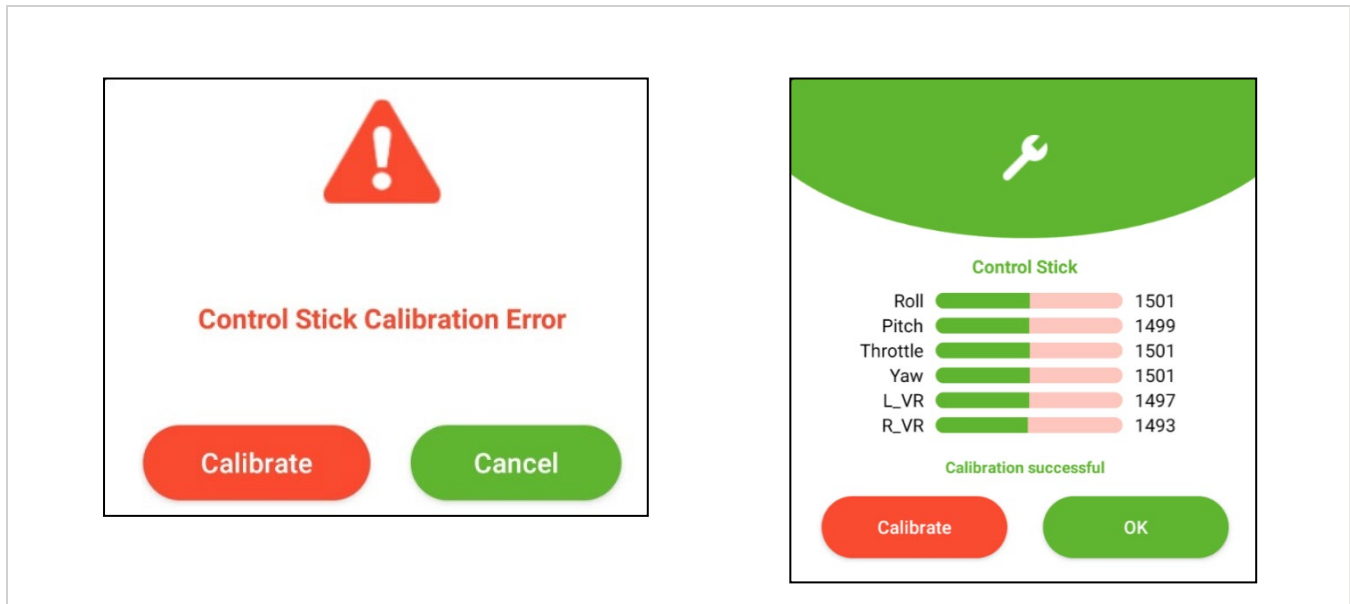 Control Stick Calibration Error
Calibrate Cancel
Control Stick
Roll 1501
Pitch 1499
Throttle 1501
Yaw 1501
L_VR 1497
R_VR 1493
Calibration successful
Calibrate OK